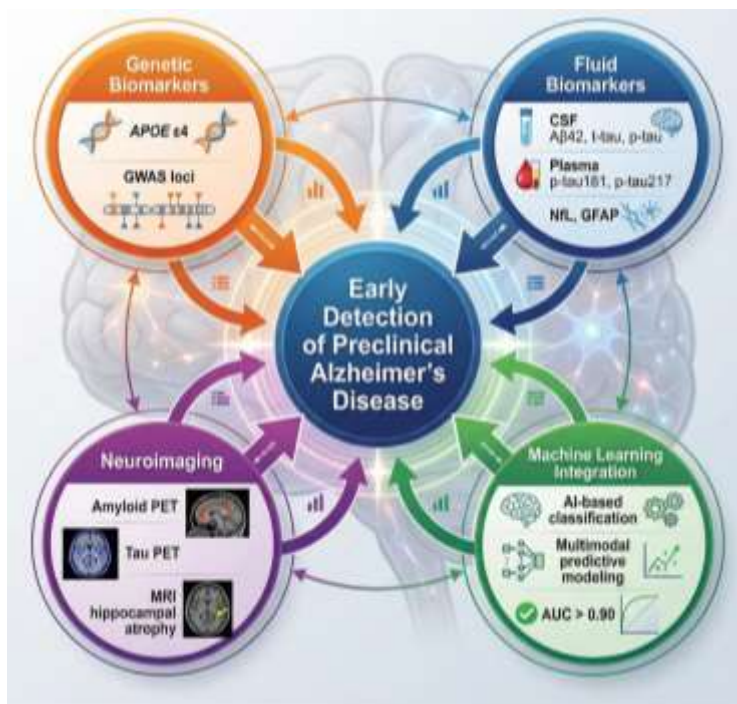 Genetic
Biomarkers
APOE ε4
GWAS loci
Fluid
Biomarkers
CSF
Aβ42, t-tau, p-tau
Plasma
p-tau181, p-tau217
NfL, GFAP
Early
Detection
of Preclinical
Alzheimer's
Disease
Neuroimaging
Amyloid PET
Tau PET
MRI
hippocampal
atrophy
Machine Learning
Integration
AI-based
classification
Multimodal
predictive
modeling
AUC > 0.90